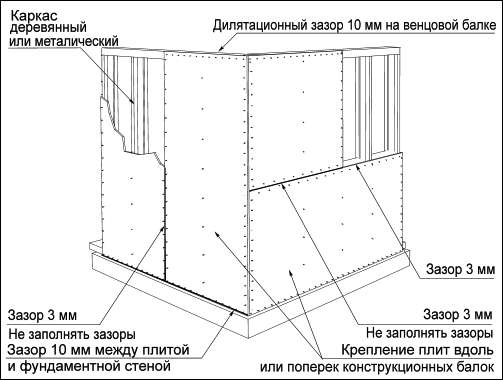 Каркас
деревянный
или металический
Дилятационный зазор 10 мм на венцовой балке
Зазор 3 мм
Зазор 3 мм
Не заполнять зазоры
Зазор 10 мм между плитой
и фундаментной стеной
Зазор 3 мм
Не заполнять зазоры
Крепление плит вдоль
или поперек конструкционных балок